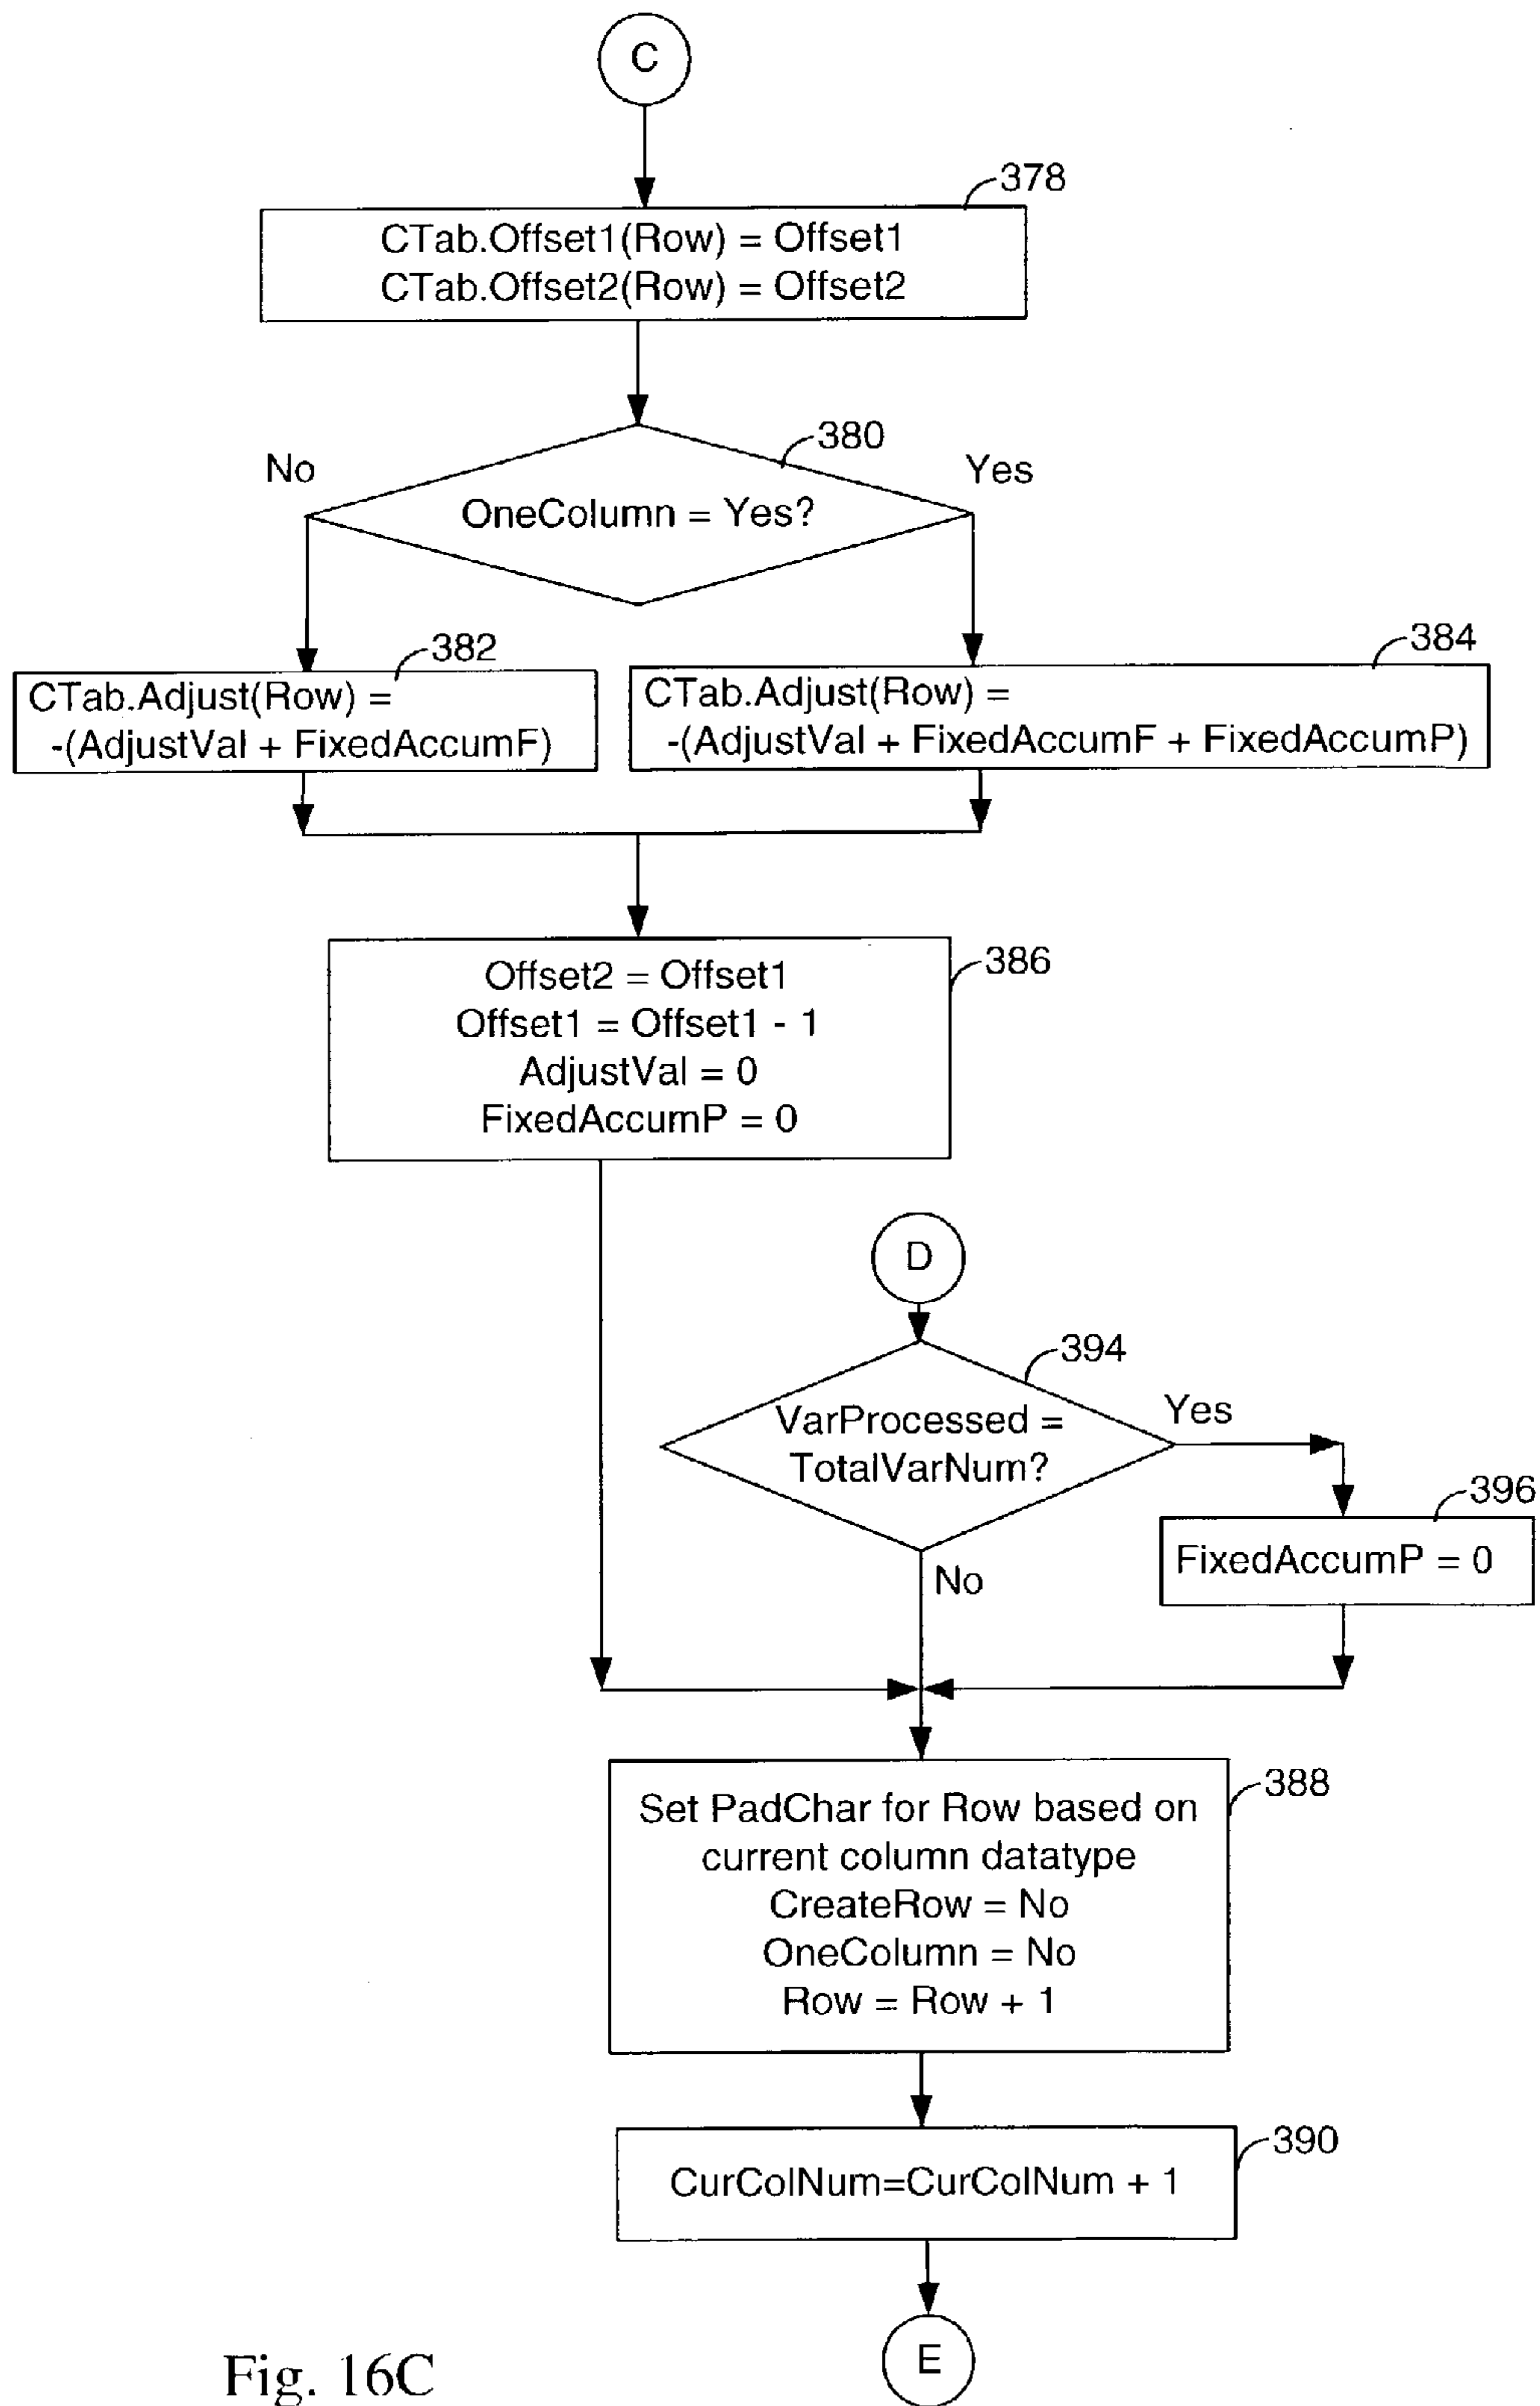 C
378
CTab.Offset1(Row) = Offset1
CTab.Offset2(Row) = Offset2
380
No
Yes
OneColumn = Yes?
382
CTab.Adjust(Row) =
-(AdjustVal + FixedAccumF)
384
CTab.Adjust(Row) =
-(AdjustVal + FixedAccumF + FixedAccumP)
386
Offset2 = Offset1
Offset1 = Offset1 - 1
AdjustVal = 0
FixedAccumP = 0
D
394
VarProcessed =
TotalVarNum?
Yes
396
FixedAccumP = 0
No
388
Set PadChar for Row based on
current column datatype
CreateRow = No
OneColumn = No
Row = Row + 1
390
CurColNum=CurColNum + 1
E
Fig. 16C